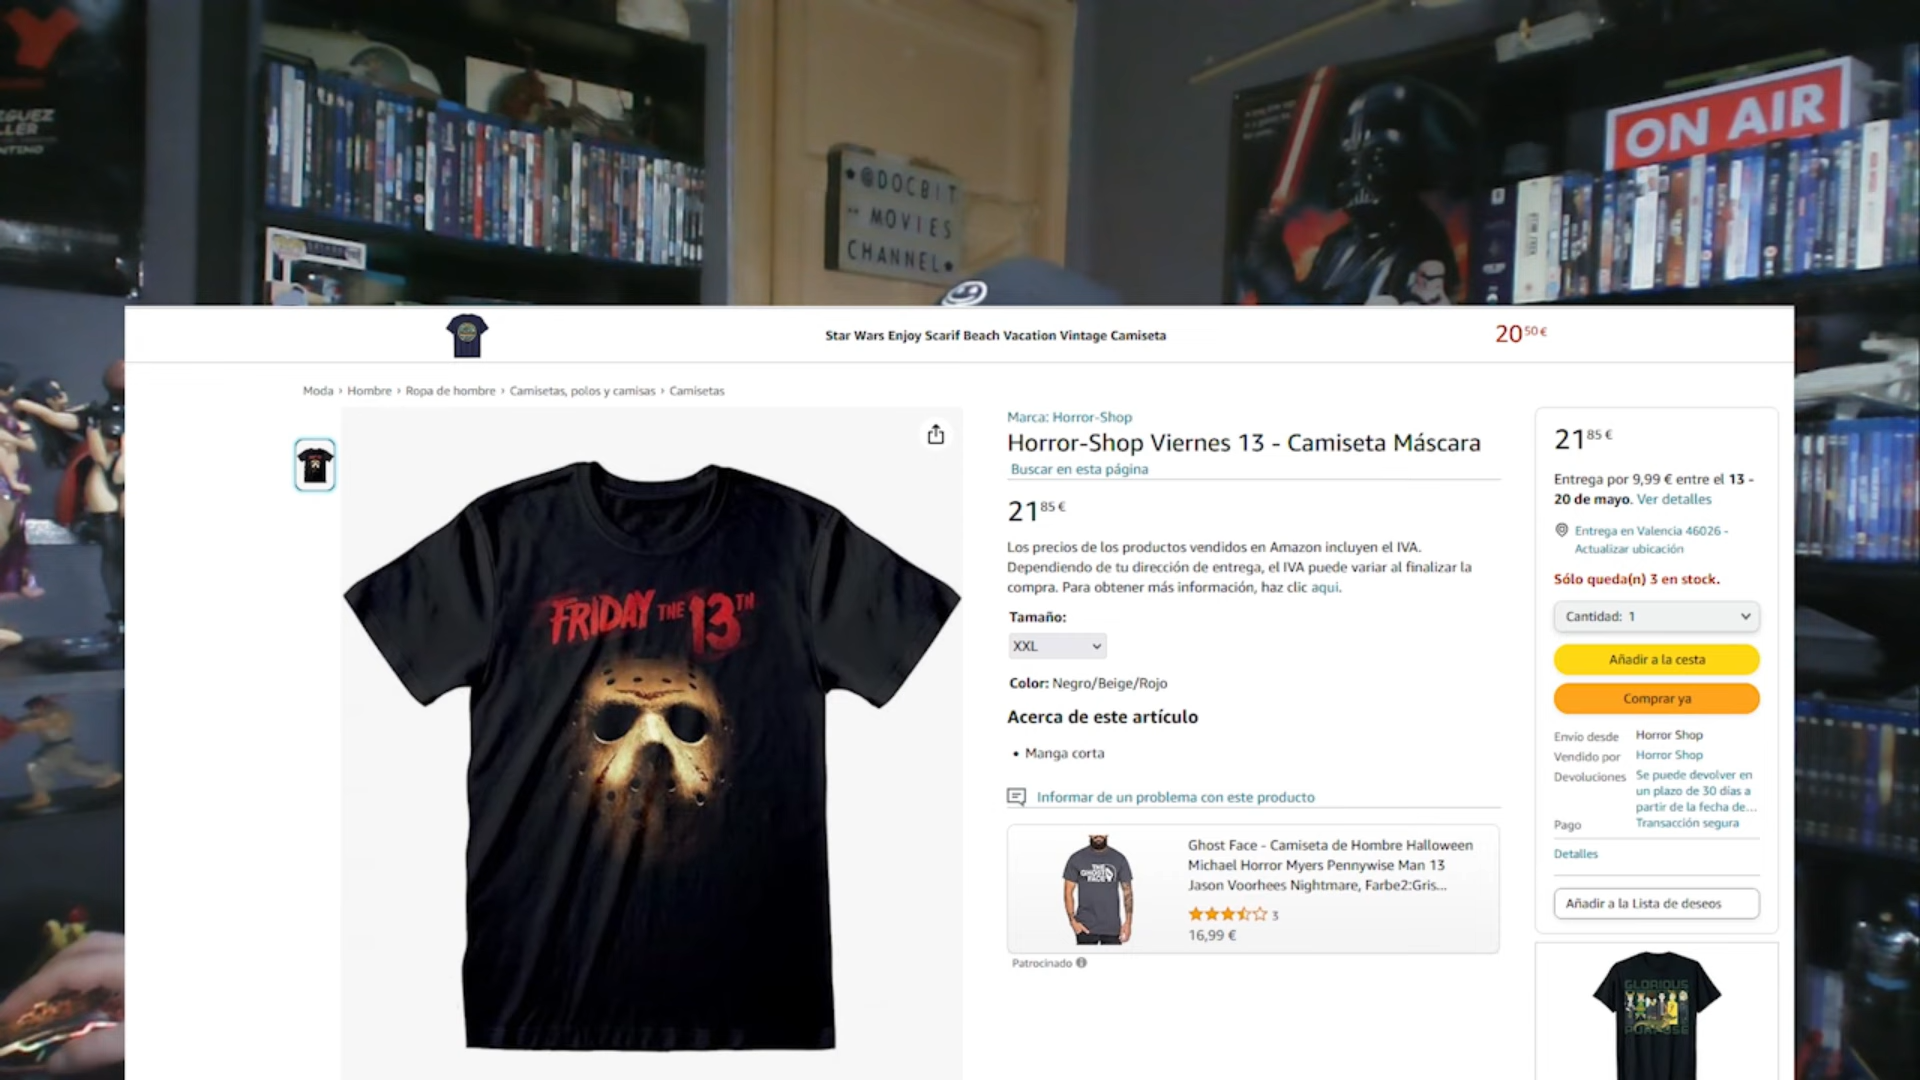 ON AIR
★@DOCBIT
MOVIES
CHANNEL★
Star Wars Enjoy Scarif Beach Vacation Vintage Camiseta
20 50 €
Moda › Hombre › Ropa de hombre › Camisetas, polos y camisas › Camisetas
FRIDAY THE 13TH
Marca: Horror-Shop
Horror-Shop Viernes 13 - Camiseta Máscara
Buscar en esta página
21 85 €
Los precios de los productos vendidos en Amazon incluyen el IVA.
Dependiendo de tu dirección de entrega, el IVA puede variar al finalizar la
compra. Para obtener más información, haz clic aquí.
Tamaño:
XXL
Color: Negro/Beige/Rojo
Acerca de este artículo
• Manga corta
Informar de un problema con este producto
THE
GHOST
FACE
Ghost Face - Camiseta de Hombre Halloween
Michael Horror Myers Pennywise Man 13
Jason Voorhees Nightmare, Farbe2:Gris...
3
16,99 €
Patrocinado
21 85 €
Entrega por 9,99 € entre el 13 -
20 de mayo. Ver detalles
Entrega en Valencia 46026 -
Actualizar ubicación
Sólo queda(n) 3 en stock.
Cantidad: 1
Añadir a la cesta
Comprar ya
Envío desde Horror Shop
Vendido por Horror Shop
Devoluciones Se puede devolver en
un plazo de 30 días a
partir de la fecha de...
Pago Transacción segura
Detalles
Añadir a la Lista de deseos
GLORIOUS
PURPOSE